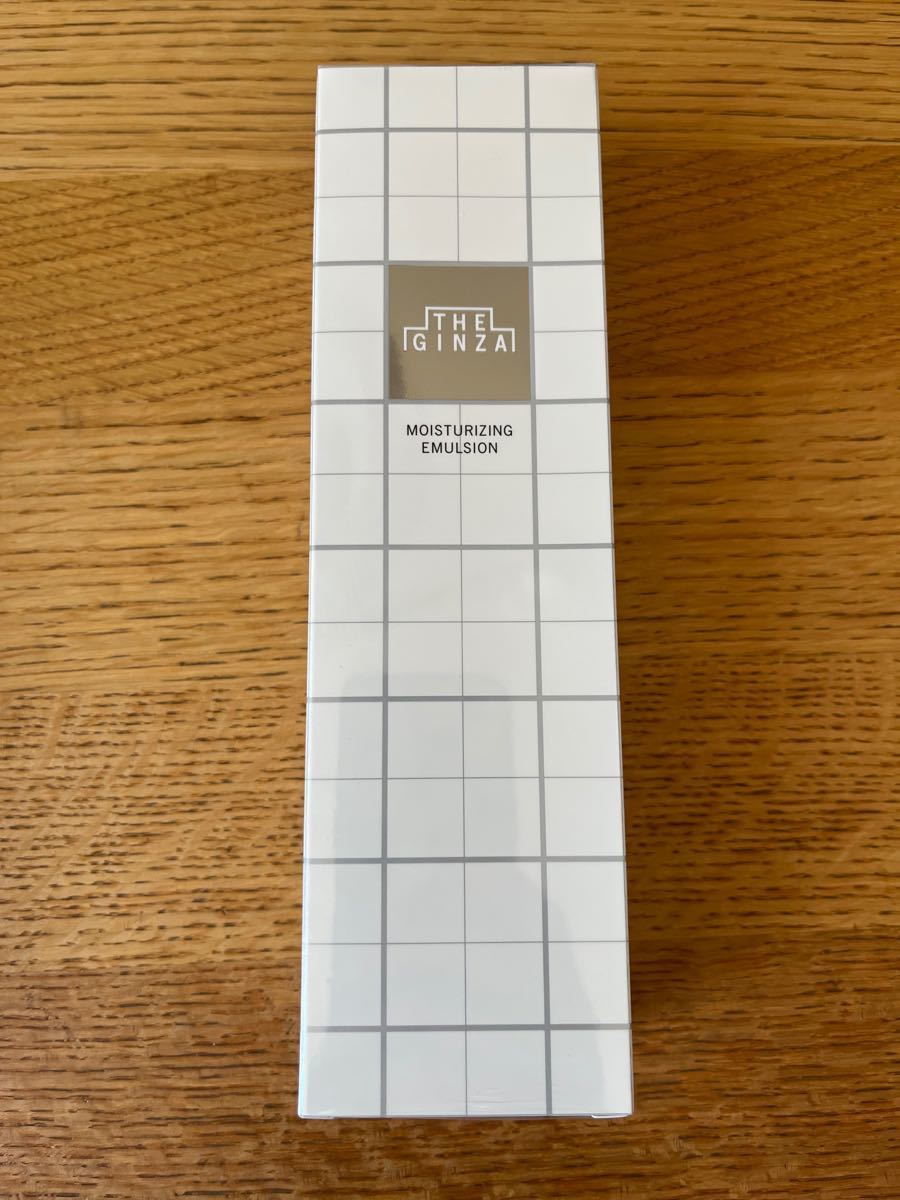 THE
GINZA
MOISTURIZING
EMULSION